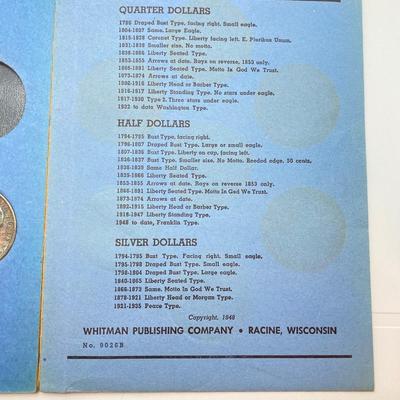 QUARTER DOLLARS
1796 Draped Bust Type, facing right, Small eagle.
1804-1807 Same. Large Eagle.
1815-1828 Coronet Type. Liberty facing left. E. Pluribus Unum.
1831-1838 Smaller size. No motto.
1838-1866 Liberty Seated Type.
1853-1855 Arrows at date. Rays on reverse, 1853 only.
1866-1891 Liberty Seated Type. Motto In God We Trust.
1873-1874 Arrows at date.
1892-1916 Liberty Head or Barber Type.
1916-1917 Liberty Standing Type. No stars under eagle.
1917-1930 Type 2. Three stars under eagle.
1932 to date Washington Type.
HALF DOLLARS
1794-1795 Bust Type, facing right.
1796-1807 Draped Bust Type. Large or small eagle.
1807-1836 Bust Type. Liberty on cap, facing left.
1836-1837 Bust Type. Smaller size. No Motto. Reeded edge, 50 cents.
1838-1839 Same Half Dollar.
1839-1866 Liberty Seated Type.
1853-1855 Arrows at date. Rays on reverse 1853 only.
1866-1891 Liberty Seated Type. Motto In God We Trust.
1873-1874 Arrows at date.
1892-1915 Liberty Head or Barber Type.
1916-1947 Liberty Standing Type.
1948 to date, Franklin Type.
SILVER DOLLARS
1794-1795 Bust Type. Facing right. Small eagle.
1795-1798 Draped Bust Type. Small eagle.
1798-1804 Draped Bust Type. Large eagle.
1840-1865 Liberty Seated Type.
1866-1873 Same. Motto In God We Trust.
1878-1921 Liberty Head or Morgan Type.
1921-1935 Peace Type.
Copyright, 1948
WHITMAN PUBLISHING COMPANY • RACINE, WISCONSIN
No. 9026B